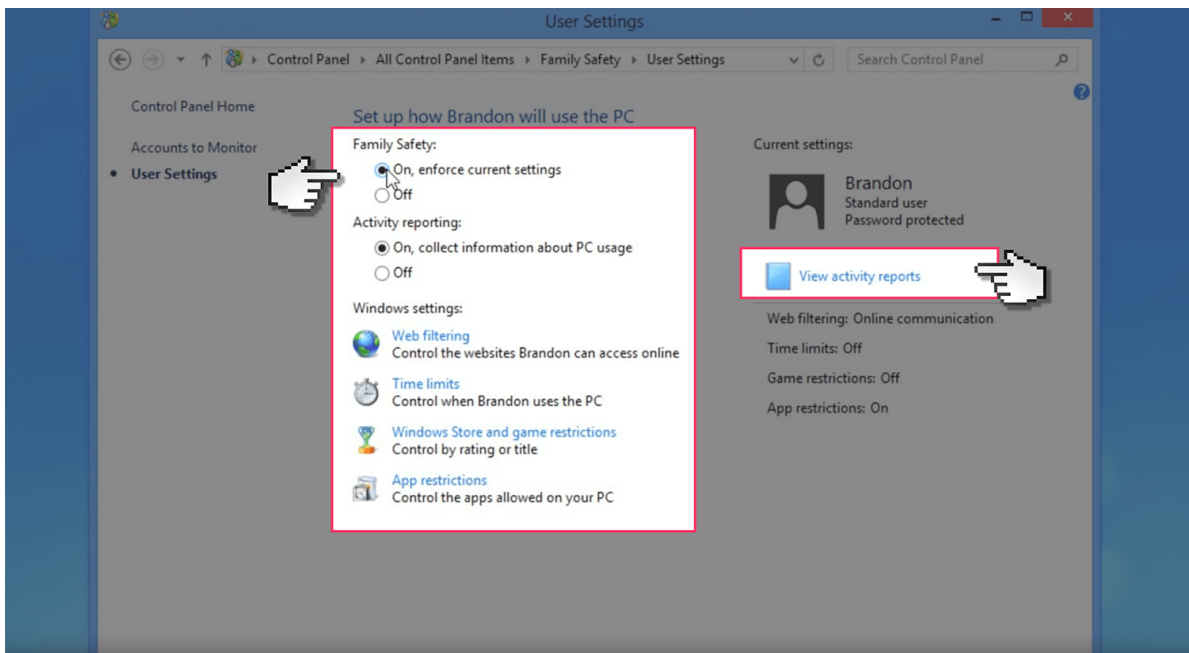 User Settings
Control Panel All Control Panel Items Family Safety User Settings
Search Control Panel
Control Panel Home
Accounts to Monitor
User Settings
Set up how Brandon will use the PC
Family Safety:
On, enforce current settings
Off
Activity reporting:
On, collect information about PC usage
Off
Windows settings:
Web filtering
Control the websites Brandon can access online
Time limits
Control when Brandon uses the PC
Windows Store and game restrictions
Control by rating or title
App restrictions
Control the apps allowed on your PC
Current settings:
Brandon
Standard user
Password protected
View activity reports
Web filtering: Online communication
Time limits: Off
Game restrictions: Off
App restrictions: On